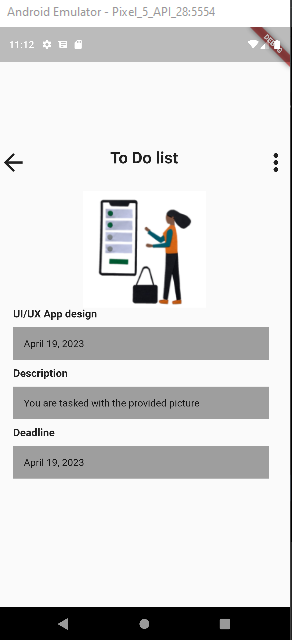 Android Emulator - Pixel_5_API_28:5554
11:12
DEBUG
To Do list
UI/UX App design
April 19, 2023
Description
You are tasked with the provided picture
Deadline
April 19, 2023